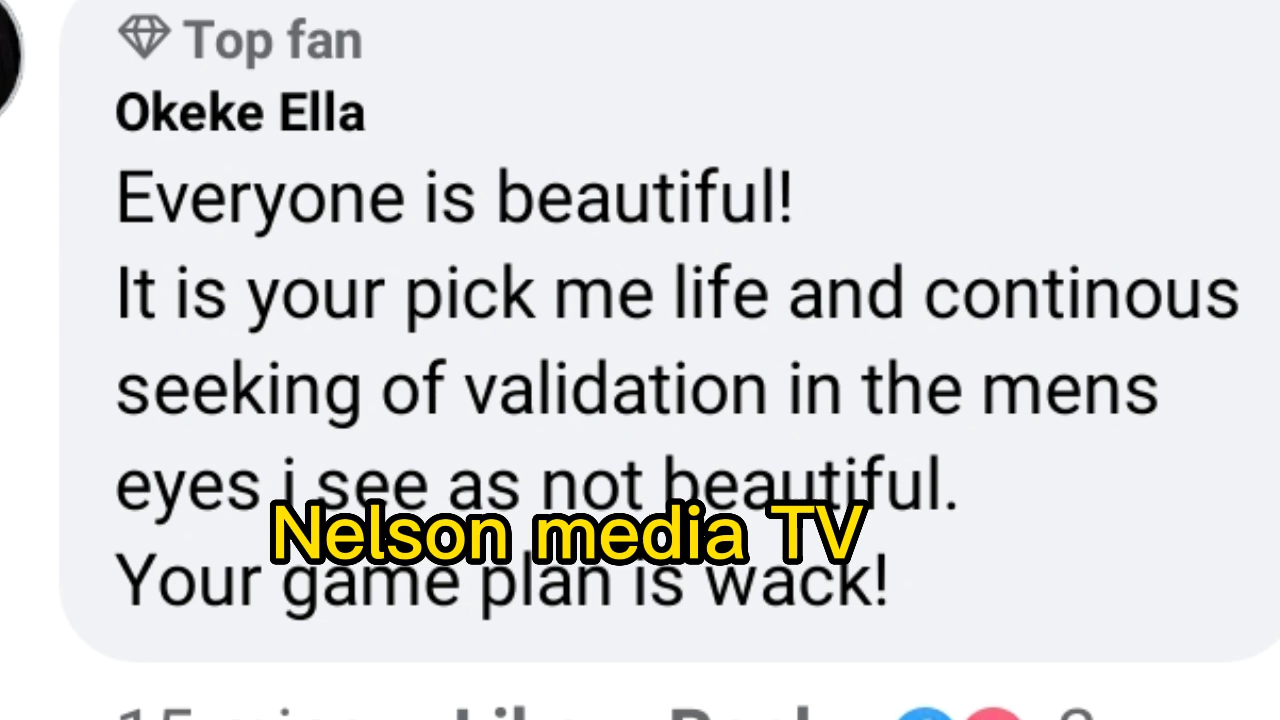 Top fan
Okeke Ella
Everyone is beautiful!
It is your pick me life and continous
seeking of validation in the mens
eyes i see as not beautiful.
Nelson media TV
Your game plan is wack!